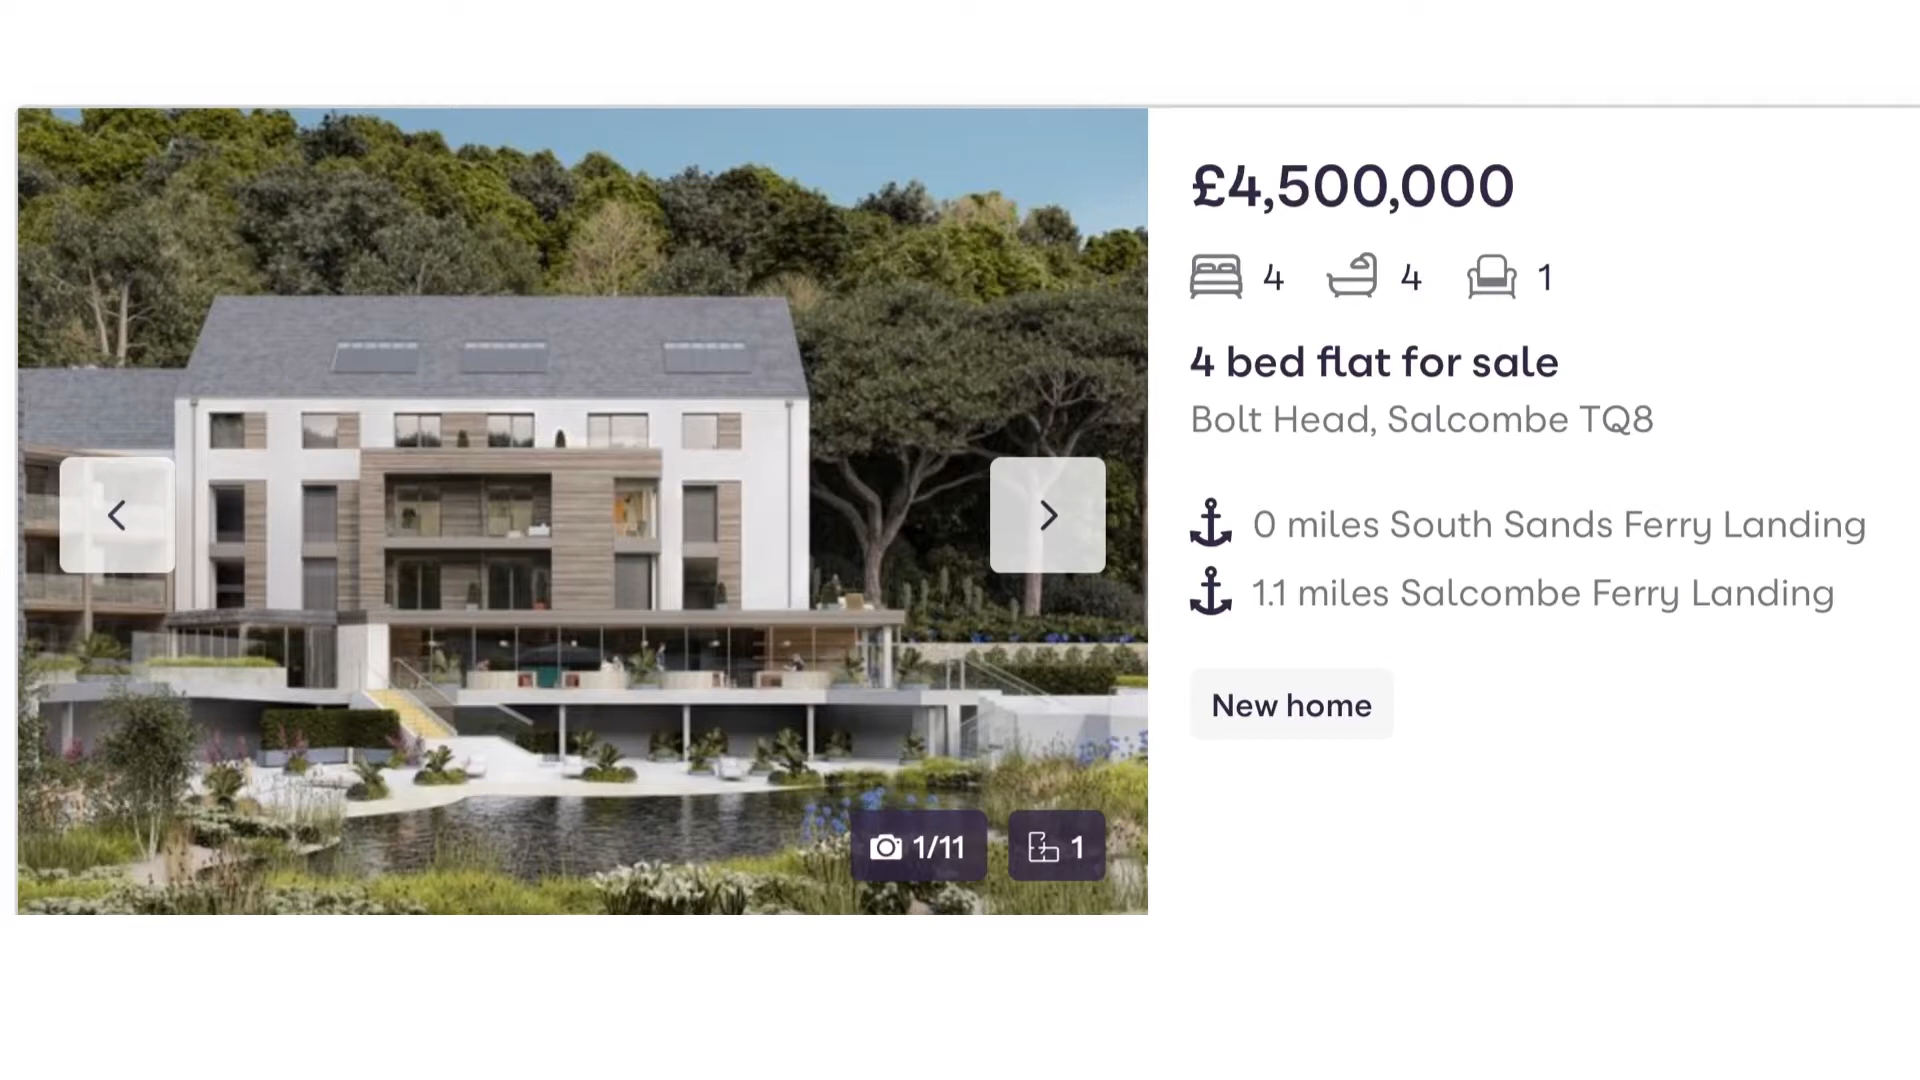 £4,500,000
4 4 1
4 bed flat for sale
Bolt Head, Salcombe TQ8
0 miles South Sands Ferry Landing
1.1 miles Salcombe Ferry Landing
New home
1/11 1